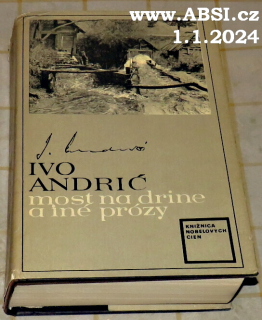 www.ABSI.cz
1.1.2024
IVO
ANDRIĆ
most na drine
a iné prózy
KNIŽNICA
NOBELOVÝCH
CIEN